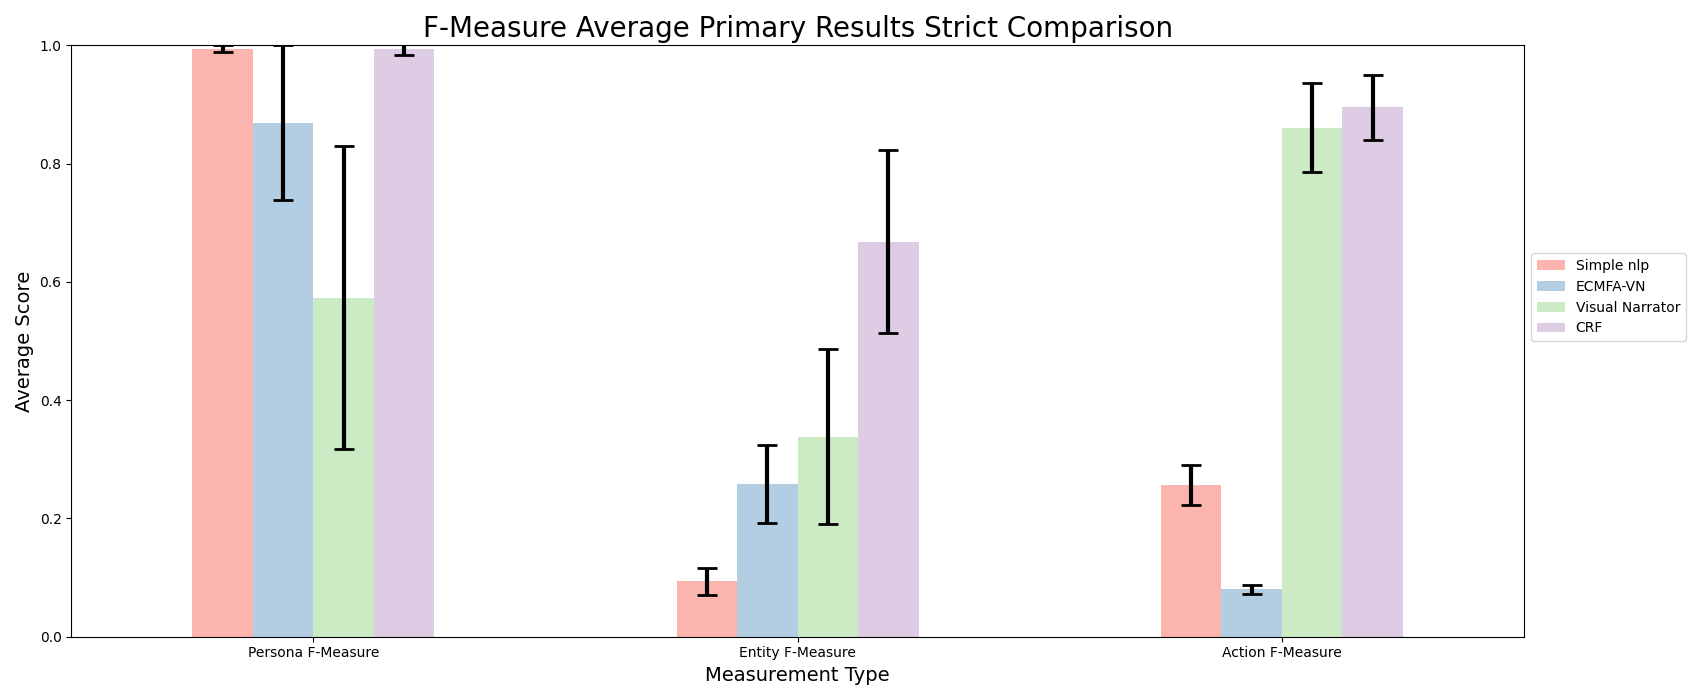 F-Measure Average Primary Results Strict Comparison
Average Score
1.0
0.8
0.6
0.4
0.2
0.0
Persona F-Measure
Entity F-Measure
Action F-Measure
Measurement Type
Simple nlp
ECMFA-VN
Visual Narrator
CRF